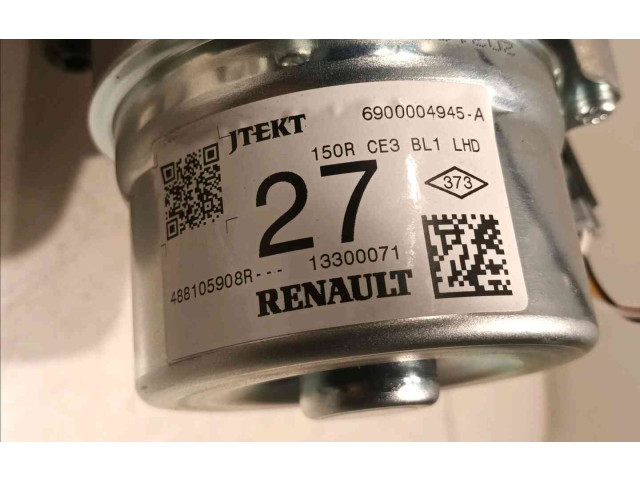 JTEKT
6900004945-A
150R CE3 BL1 LHD
27
373
488105908R---
13300071
RENAULT